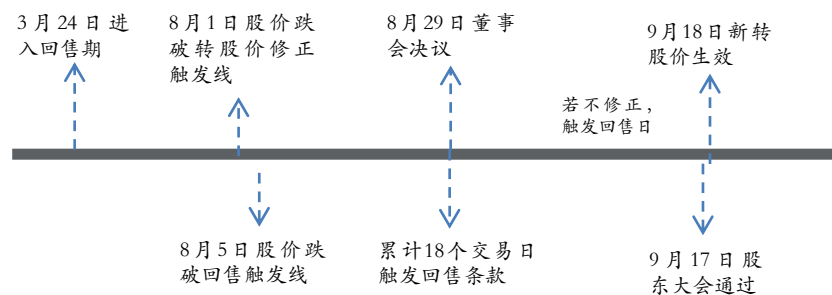 3月24日进
入回售期
8月1日股价跌
破转股价修正
触发线
8月29日董事
会决议
9月18日新转
股价生效
若不修正，
触发回售日
8月5日股价跌
破回售触发线
累计18个交易日
触发回售条款
9月17日股
东大会通过